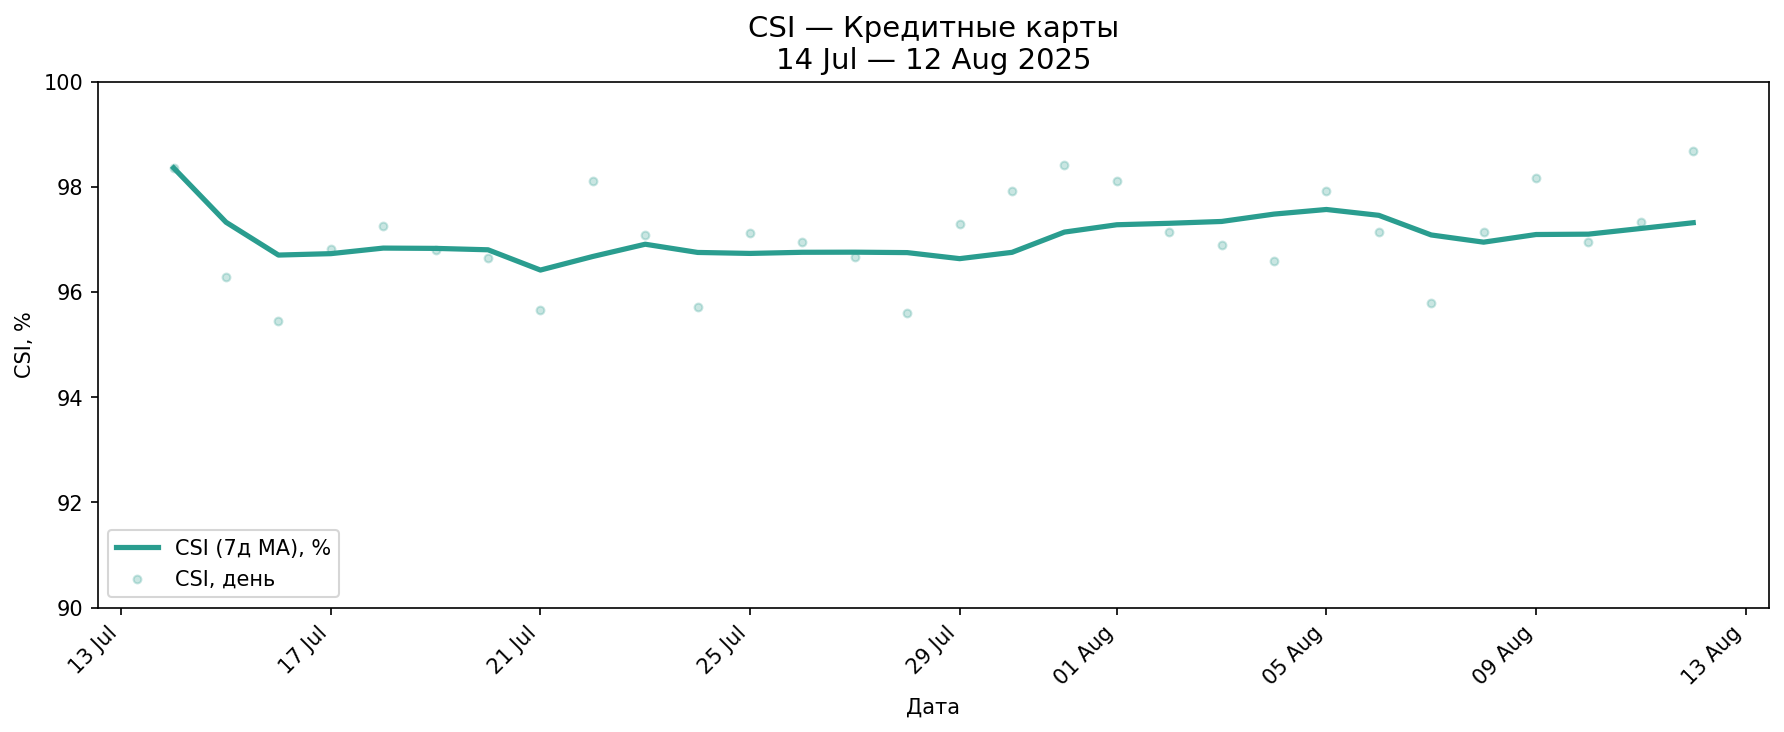 CSI — Кредитные карты
14 Jul — 12 Aug 2025
100
98
96
94
92
90
CSI, %
CSI (7д MA), %
CSI, день
13 Jul
17 Jul
21 Jul
25 Jul
29 Jul
01 Aug
05 Aug
09 Aug
13 Aug
Дата